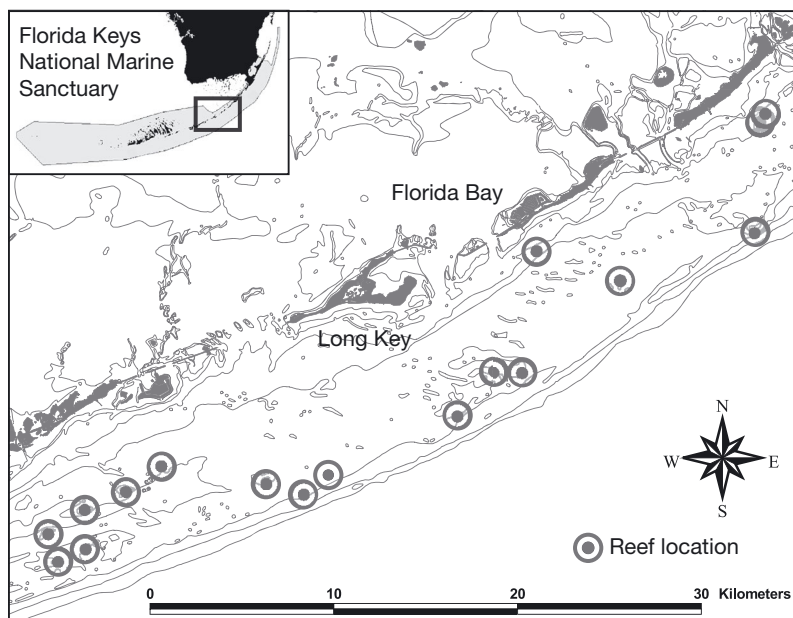 Florida Keys
National Marine
Sanctuary
Florida Bay
Long Key
N
W E
S
Reef location
0 10 20 30 Kilometers